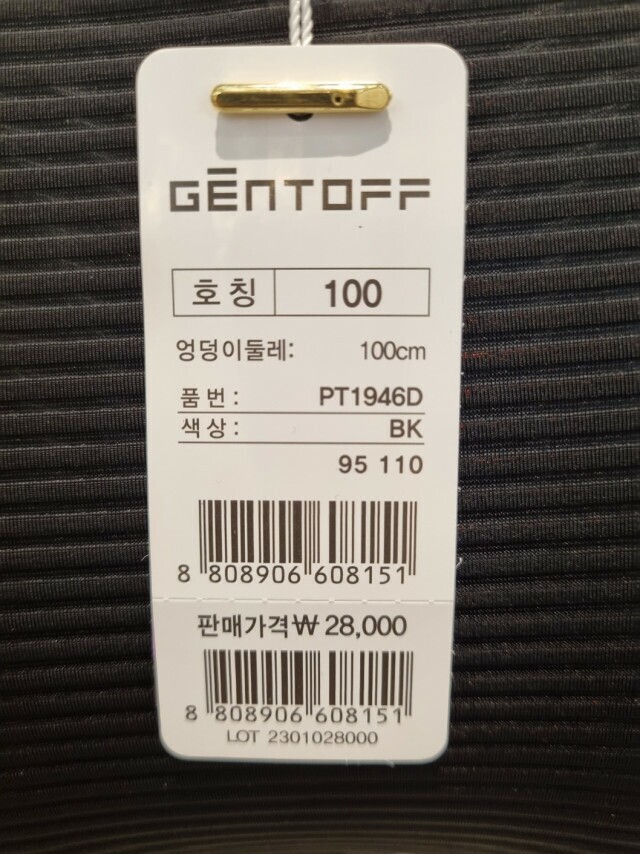 GĒNTOFF
호칭 100
엉덩이둘레: 100cm
품번: PT1946D
색상: BK
95 110
8 808906 608151
판매가격₩ 28,000
8 808906 608151
LOT 2301028000